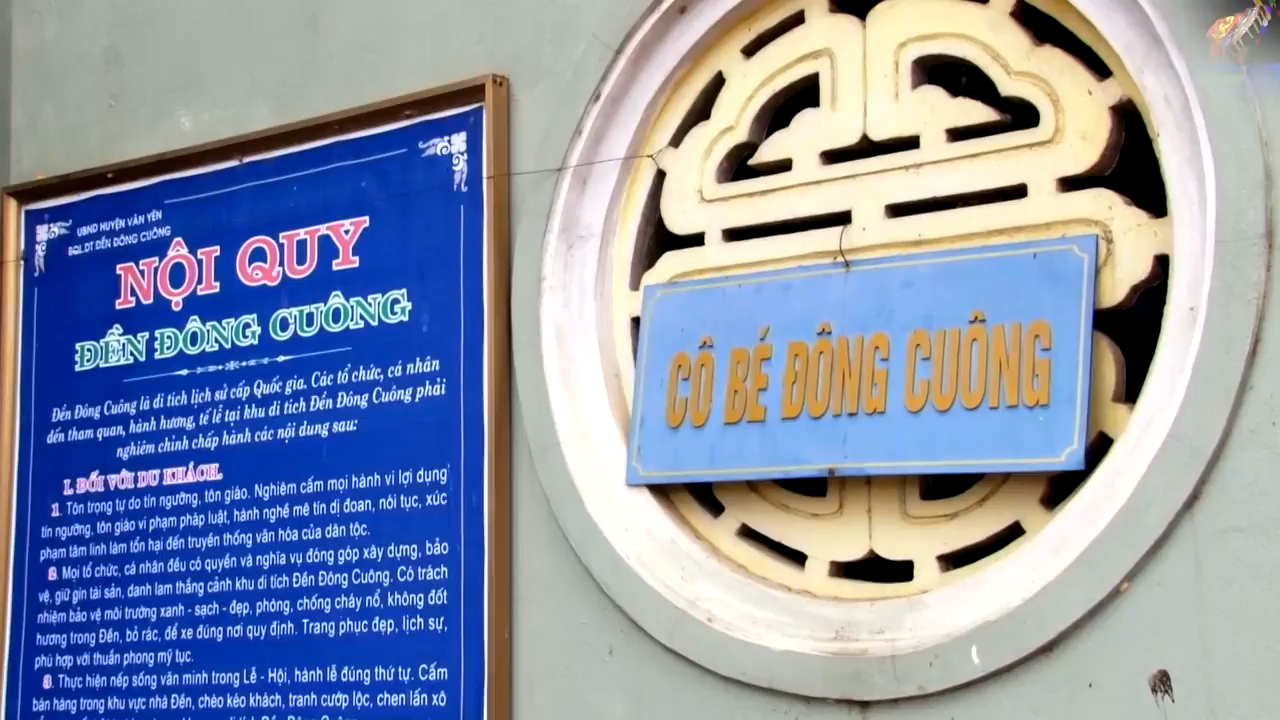 UBND HUYỆN VĂN YÊN
BQL.DT ĐỀN ĐÔNG CUÔNG
NỘI QUY
ĐỀN ĐÔNG CUÔNG
Đền Đông Cuông là di tích lịch sử cấp Quốc gia. Các tổ chức, cá nhân
đến tham quan, hành hương, tế lễ tại khu di tích Đền Đông Cuông phải
nghiêm chỉnh chấp hành các nội dung sau:
I. ĐỐI VỚI DU KHÁCH.
1. Tôn trọng tự do tín ngưỡng, tôn giáo. Nghiêm cấm mọi hành vi lợi dụng
tín ngưỡng, tôn giáo vi phạm pháp luật, hành nghề mê tín dị đoan, nói tục, xúc
phạm tâm linh làm tổn hại đến truyền thống văn hóa của dân tộc.
2. Mọi tổ chức, cá nhân đều có quyền và nghĩa vụ đóng góp xây dựng, bảo
vệ, giữ gìn tài sản, danh lam thắng cảnh khu di tích Đền Đông Cuông. Có trách
nhiệm bảo vệ môi trường xanh - sạch - đẹp, phòng, chống cháy nổ, không đốt
hương trong Đền, bỏ rác, để xe đúng nơi quy định. Trang phục đẹp, lịch sự,
phù hợp với thuần phong mỹ tục.
3. Thực hiện nếp sống văn minh trong Lễ - Hội, hành lễ đúng thứ tự. Cấm
bán hàng trong khu vực nhà Đền, chèo kéo khách, tranh cướp lộc, chen lấn xô
CÔ BÉ ĐÔNG CUÔNG